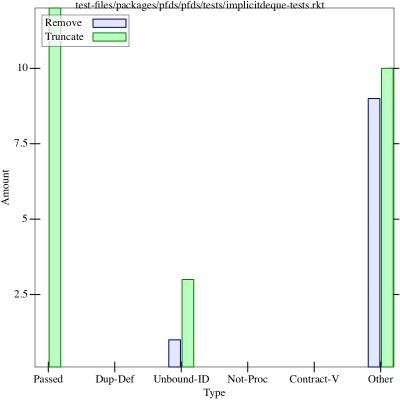 test-files/packages/pfds/pfds/tests/implicitdeque-tests.rkt
Remove
Truncate
10
7.5
5
2.5
Amount
Passed Dup-Def Unbound-ID Not-Proc Contract-V Other
Type